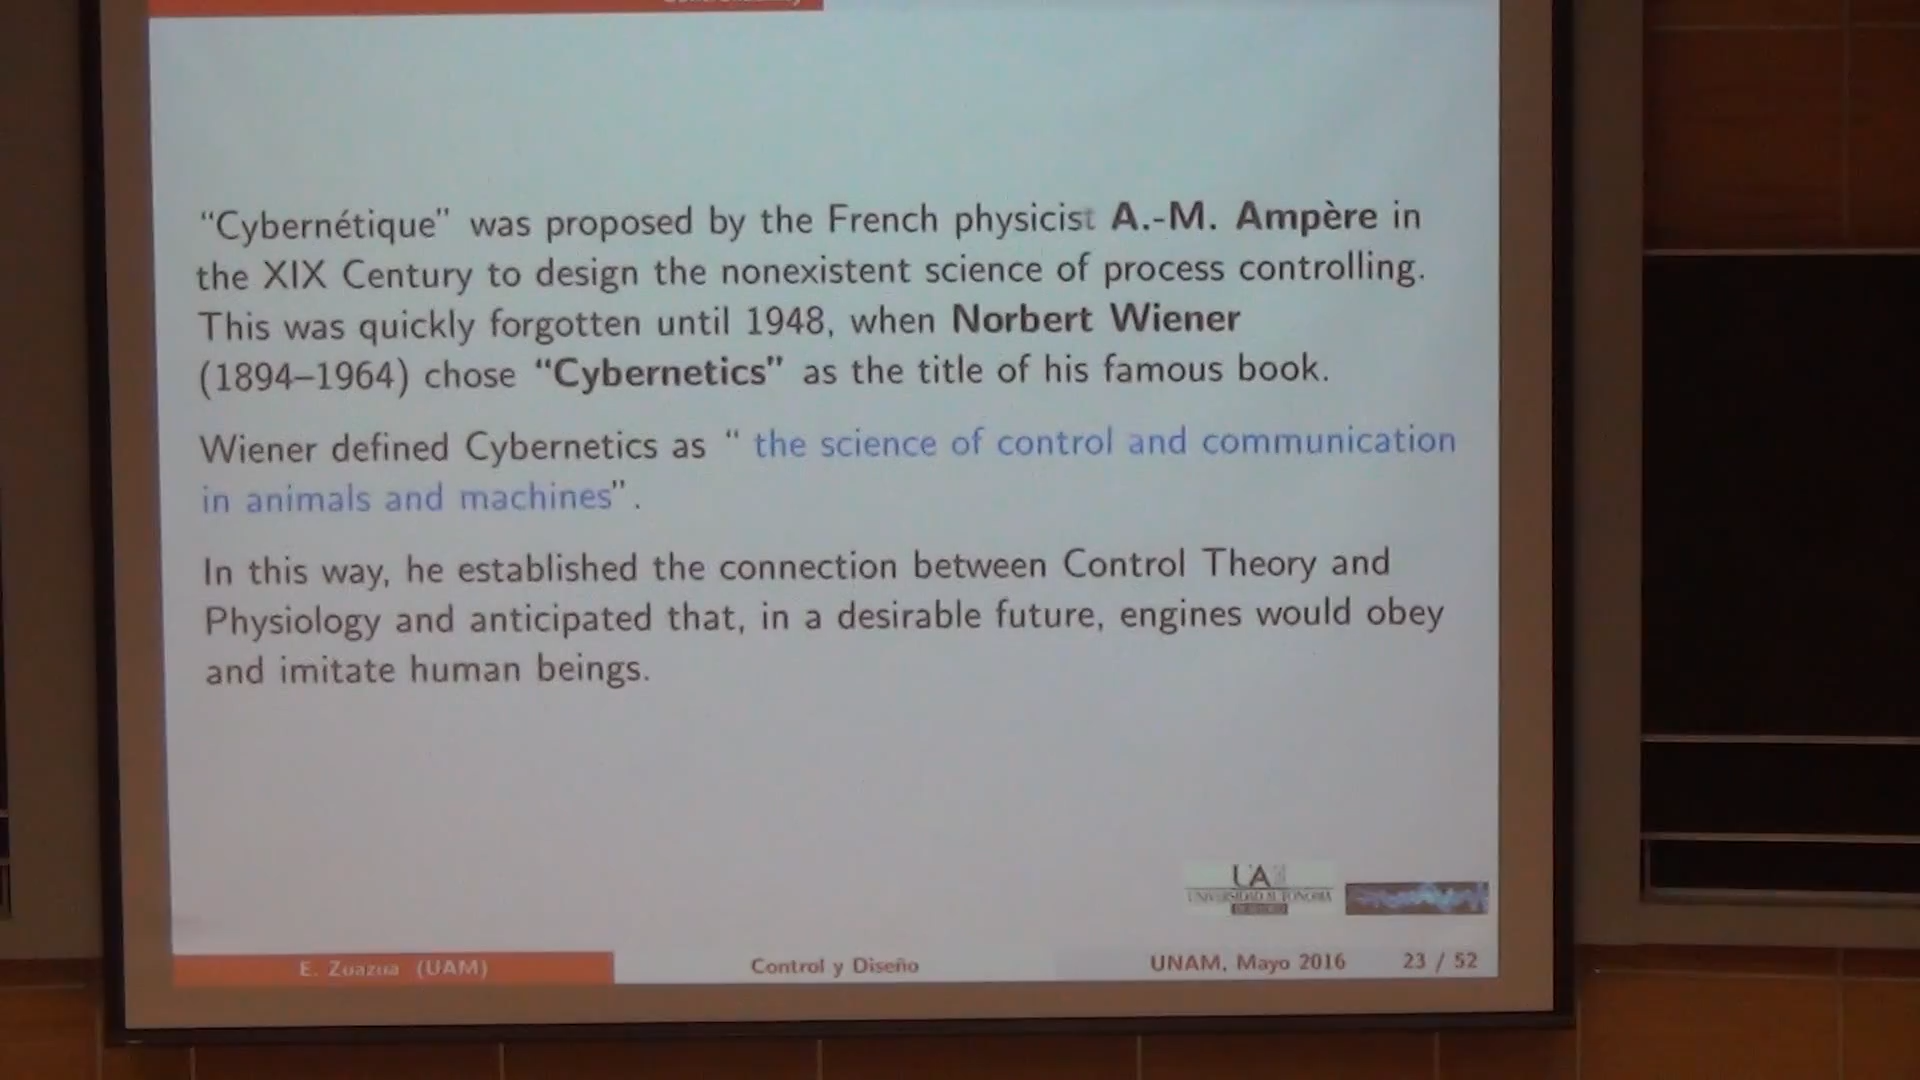 “Cybernétique” was proposed by the French physicist A.-M. Ampère in
the XIX Century to design the nonexistent science of process controlling.
This was quickly forgotten until 1948, when Norbert Wiener
(1894–1964) chose “Cybernetics” as the title of his famous book.
Wiener defined Cybernetics as “ the science of control and communication
in animals and machines”.
In this way, he established the connection between Control Theory and
Physiology and anticipated that, in a desirable future, engines would obey
and imitate human beings.
UNIVERSIDAD AUTONOMA
E. Zuazua (UAM)
Control y Diseño
UNAM, Mayo 2016
23 / 52